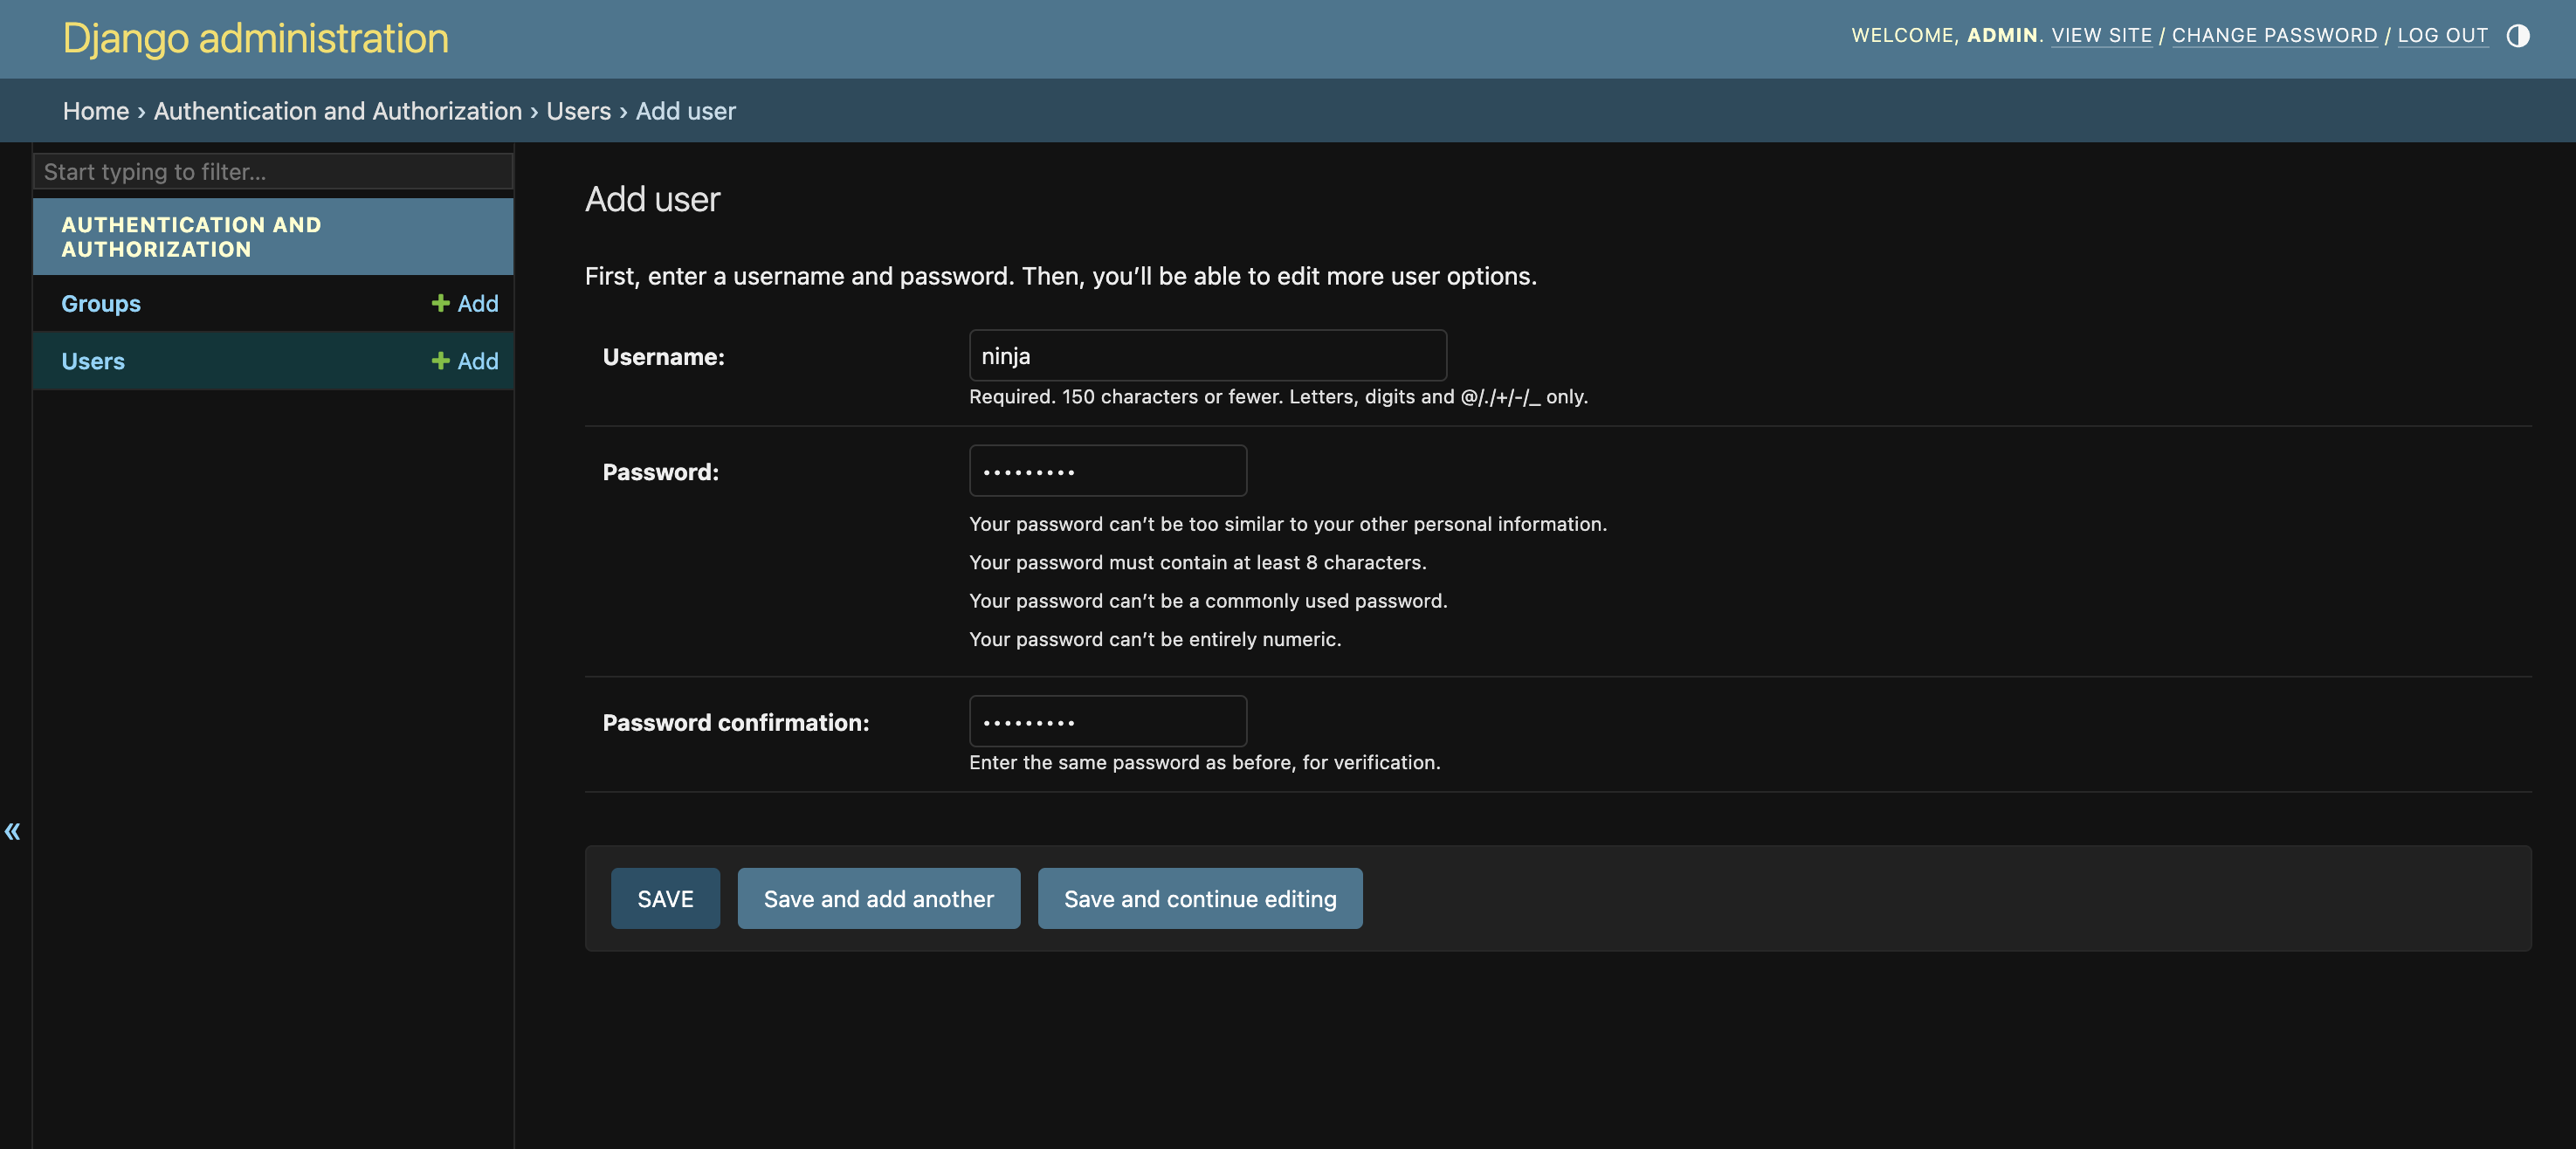 Django administration
WELCOME, ADMIN. VIEW SITE / CHANGE PASSWORD / LOG OUT
Home › Authentication and Authorization › Users › Add user
Start typing to filter...
AUTHENTICATION AND
AUTHORIZATION
Groups + Add
Users + Add
«
Add user
First, enter a username and password. Then, you’ll be able to edit more user options.
Username: ninja
Required. 150 characters or fewer. Letters, digits and @/./+/-/_ only.
Password: •••••••••
Your password can’t be too similar to your other personal information.
Your password must contain at least 8 characters.
Your password can’t be a commonly used password.
Your password can’t be entirely numeric.
Password confirmation: •••••••••
Enter the same password as before, for verification.
SAVE Save and add another Save and continue editing